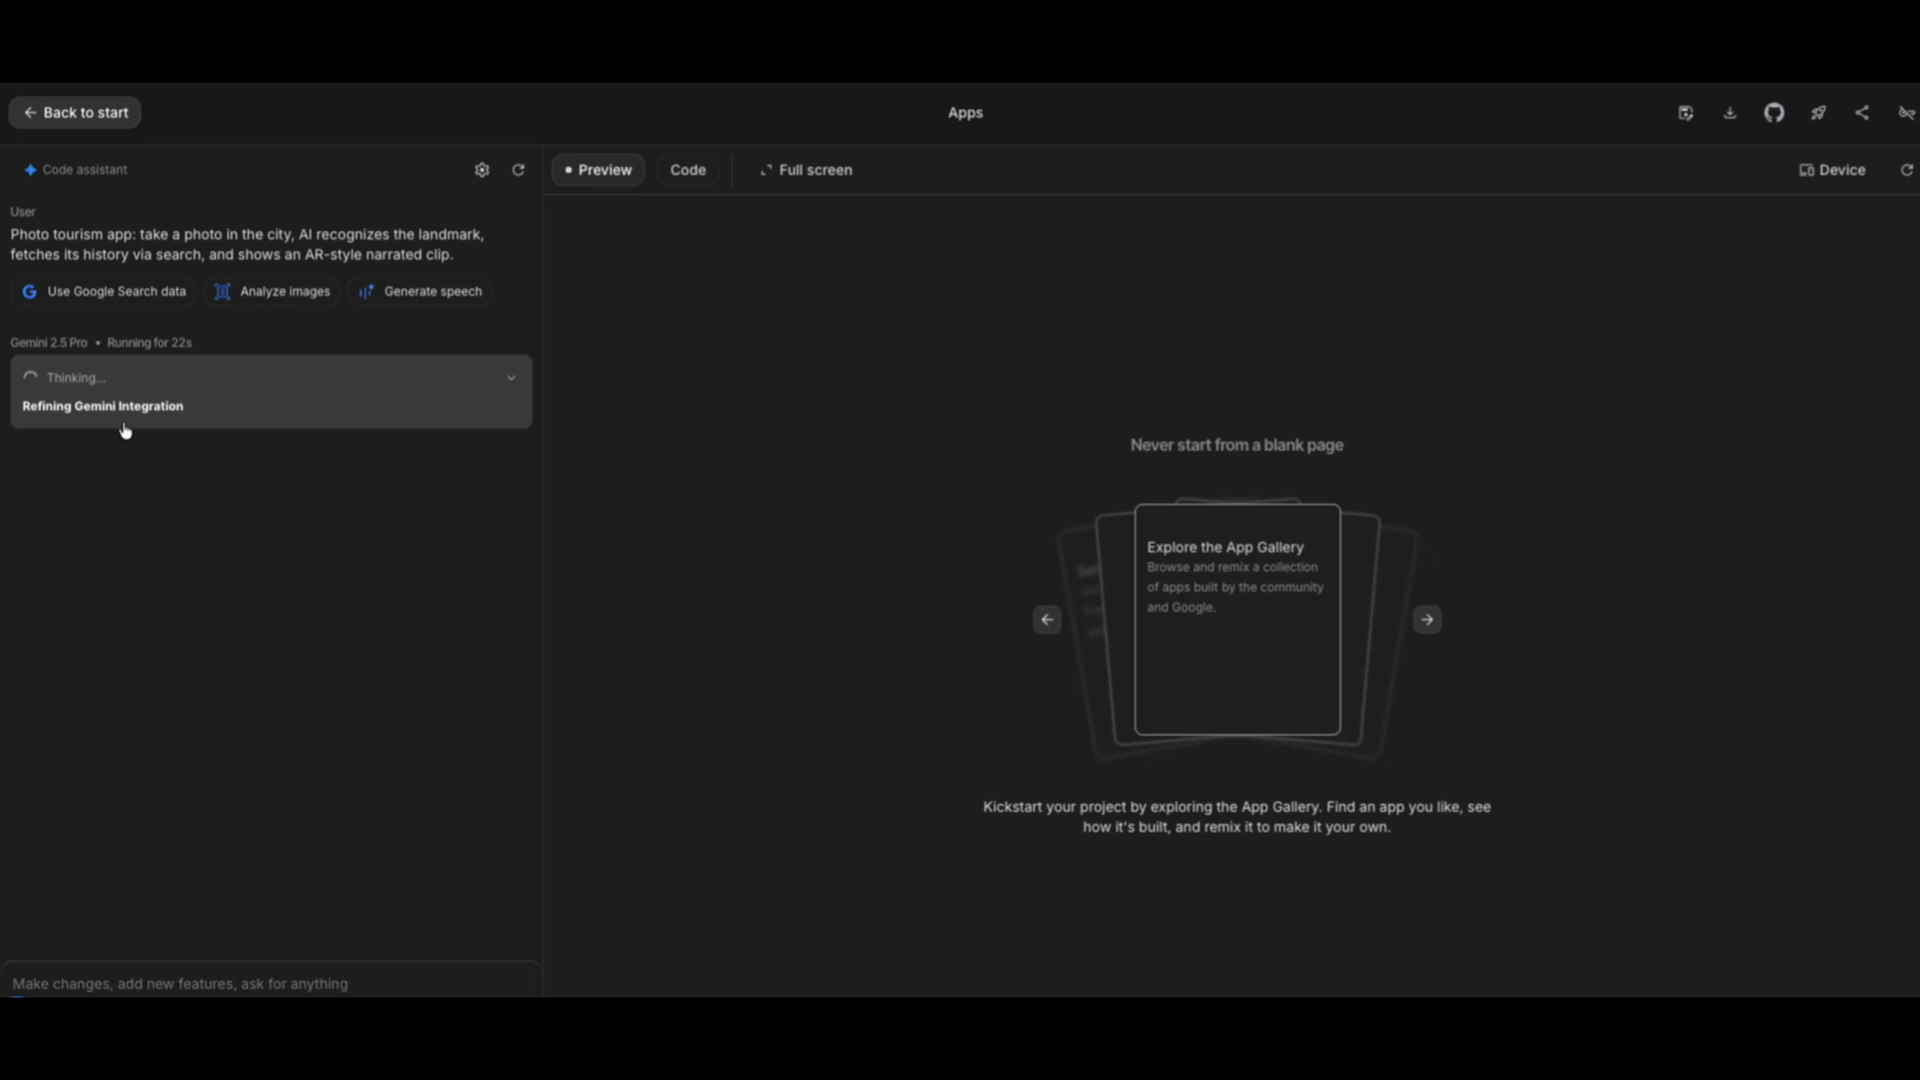 Back to start
Apps
Code assistant
Preview
Code
Full screen
Device
User
Photo tourism app: take a photo in the city, AI recognizes the landmark,
fetches its history via search, and shows an AR-style narrated clip.
Use Google Search data
Analyze images
Generate speech
Gemini 2.5 Pro • Running for 22s
Thinking...
Refining Gemini Integration
Never start from a blank page
Explore the App Gallery
Browse and remix a collection
of apps built by the community
and Google.
Kickstart your project by exploring the App Gallery. Find an app you like, see
how it's built, and remix it to make it your own.
Make changes, add new features, ask for anything